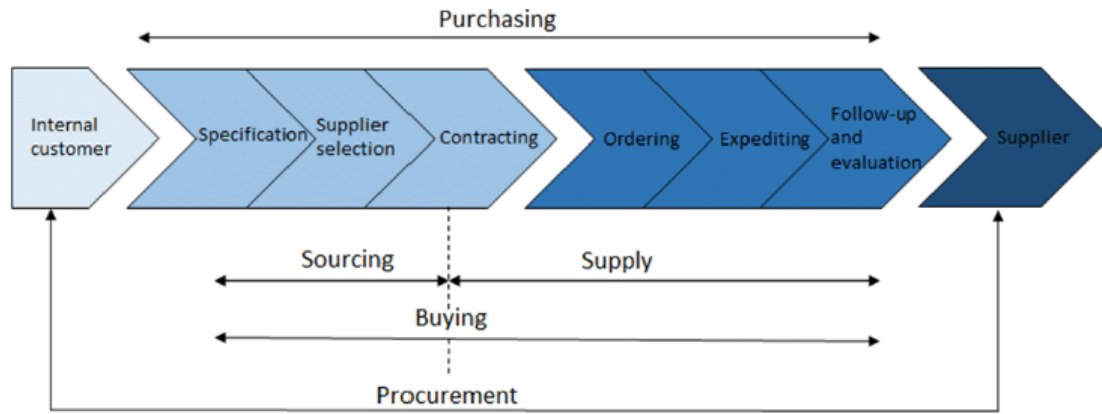 Purchasing
Internal
customer
Specification
Supplier
selection
Contracting
Ordering
Expediting
Follow-up
and
evaluation
Supplier
Sourcing
Supply
Buying
Procurement